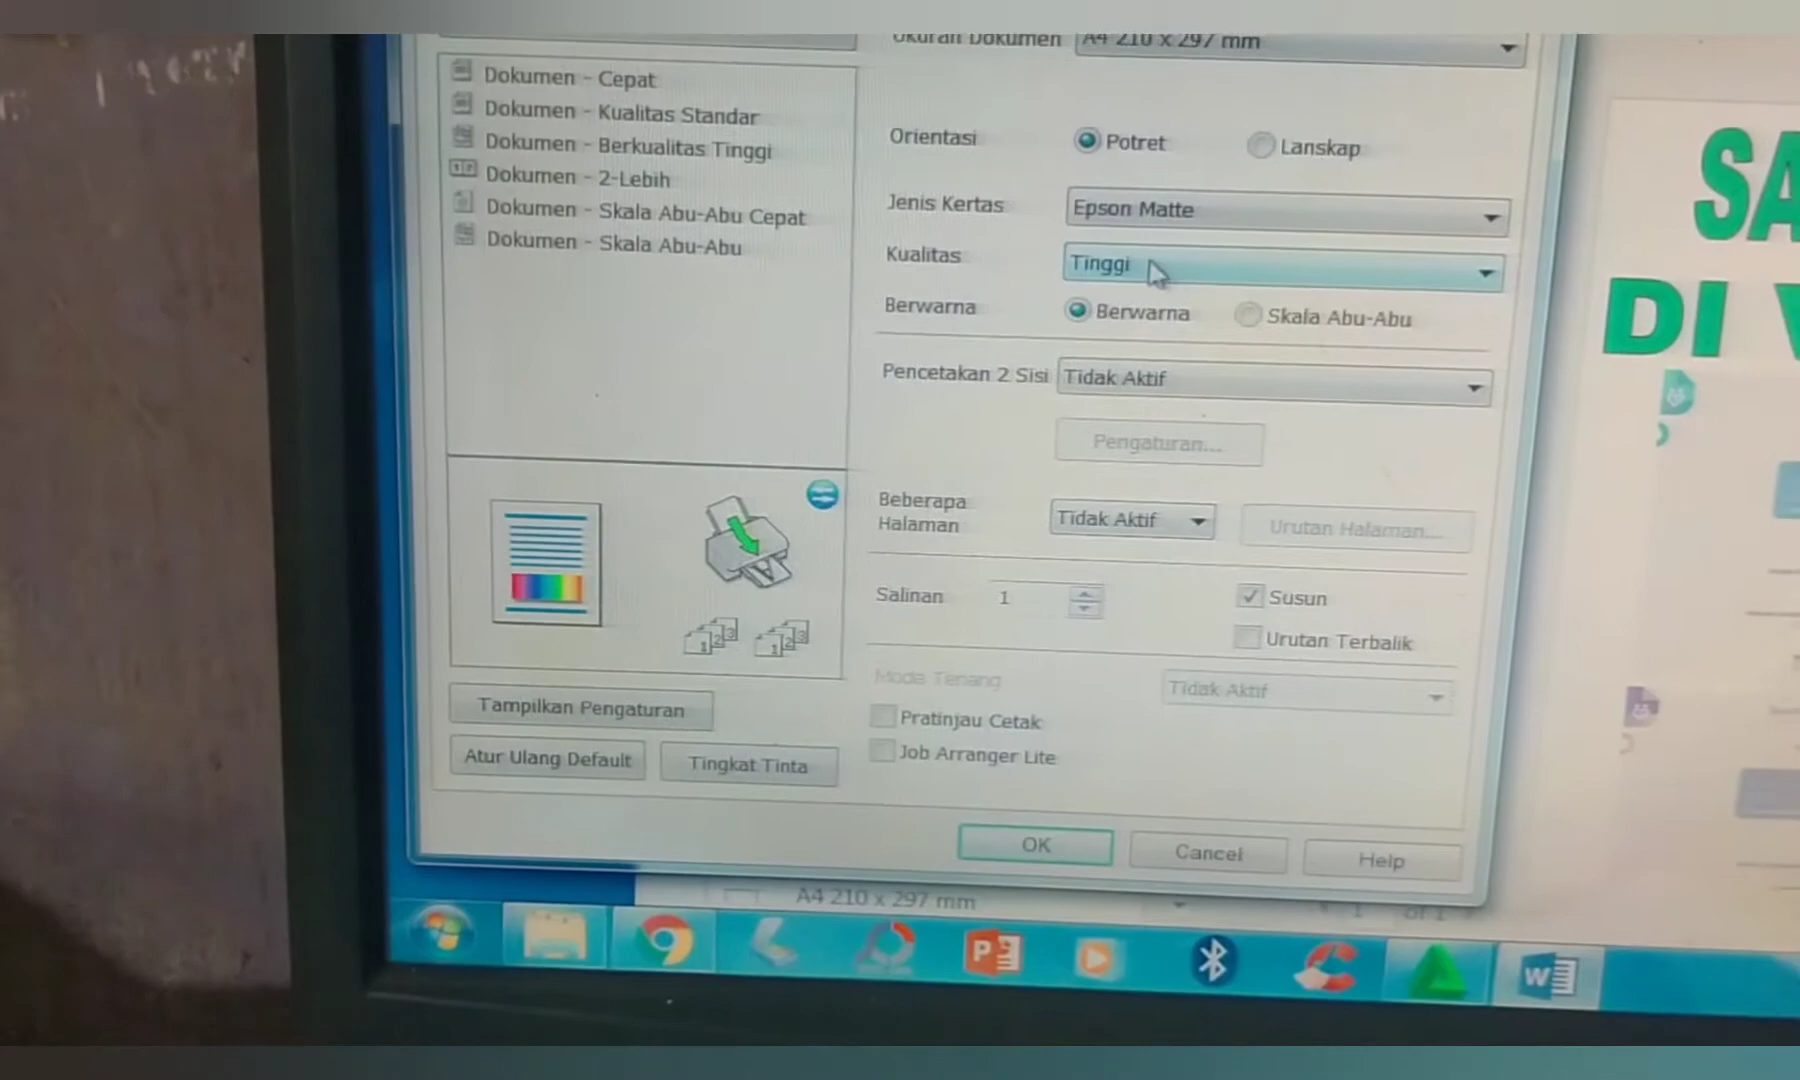 Ukuran Dokumen A4 210 x 297 mm
Dokumen - Cepat
Dokumen - Kualitas Standar
Dokumen - Berkualitas Tinggi
Dokumen - 2-Lebih
Dokumen - Skala Abu-Abu Cepat
Dokumen - Skala Abu-Abu
Orientasi Potret Lanskap
Jenis Kertas Epson Matte
Kualitas Tinggi
Berwarna Berwarna Skala Abu-Abu
Pencetakan 2 Sisi Tidak Aktif
Pengaturan...
Beberapa Halaman Tidak Aktif Urutan Halaman...
Salinan 1 Susun
Urutan Terbalik
Moda Tenang Tidak Aktif
Pratinjau Cetak
Job Arranger Lite
Tampilkan Pengaturan
Atur Ulang Default Tingkat Tinta
OK Cancel Help
A4 210 x 297 mm
1 of 1
SA
DI